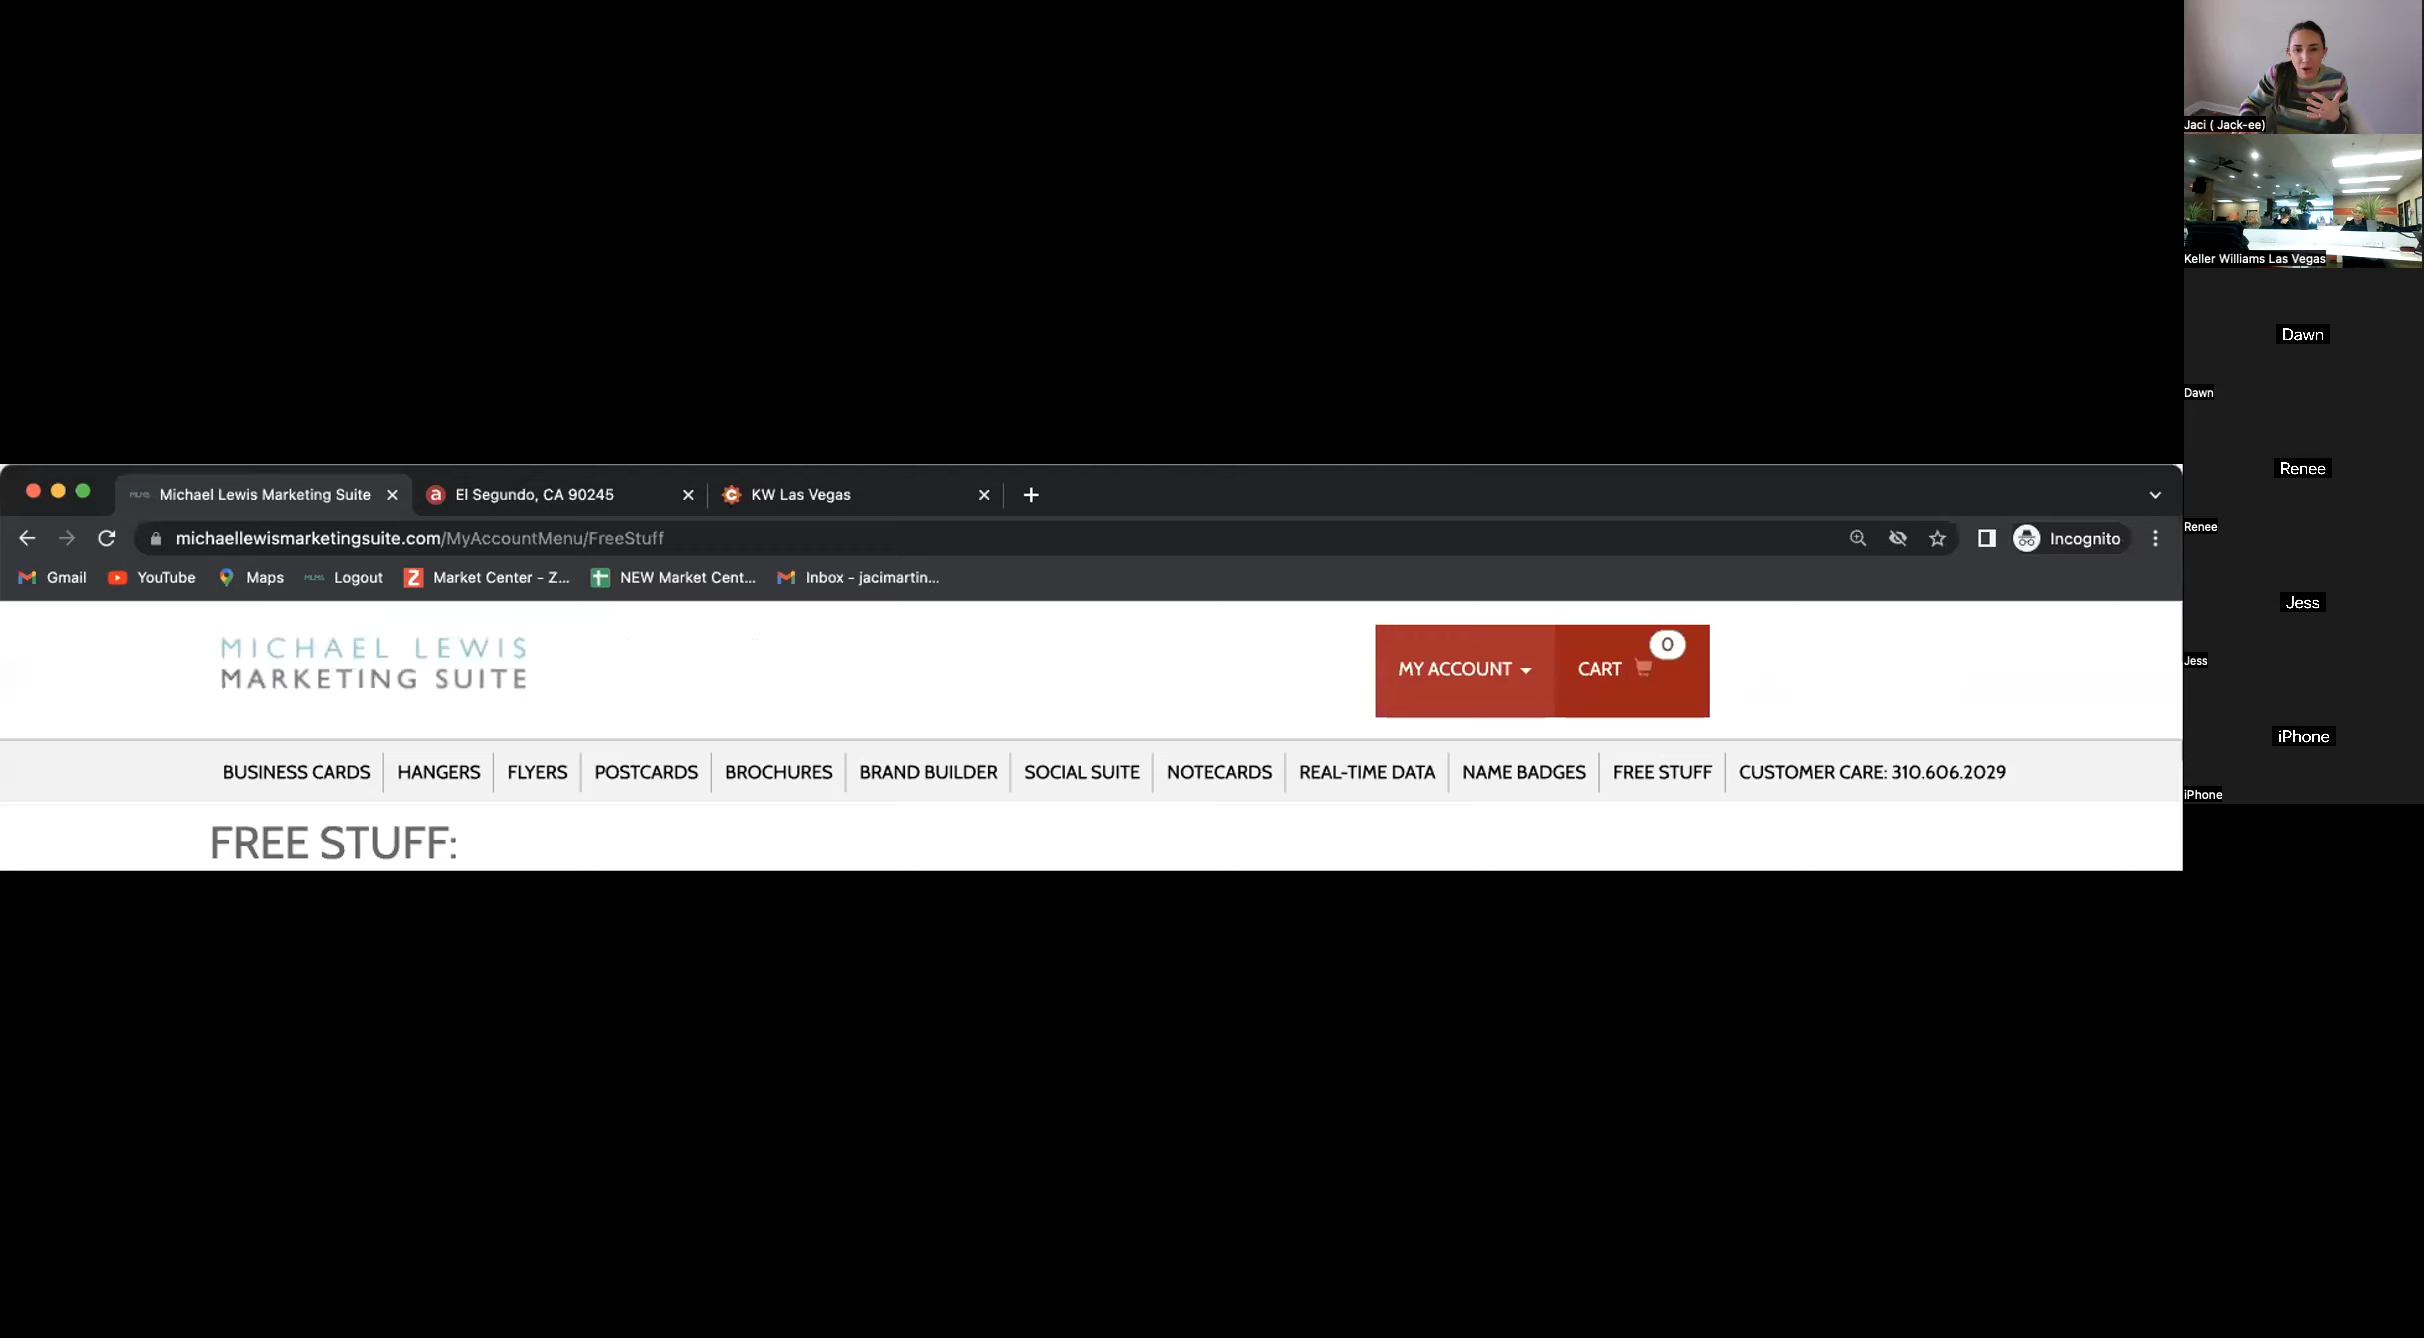 Michael Lewis Marketing Suite
El Segundo, CA 90245
KW Las Vegas
michaellewismarketingsuite.com/MyAccountMenu/FreeStuff
Incognito
Gmail
YouTube
Maps
MLMS
Logout
Market Center - Z...
NEW Market Cent...
Inbox - jacimartin...
MICHAEL LEWIS
MARKETING SUITE
MY ACCOUNT
CART
0
BUSINESS CARDS
HANGERS
FLYERS
POSTCARDS
BROCHURES
BRAND BUILDER
SOCIAL SUITE
NOTECARDS
REAL-TIME DATA
NAME BADGES
FREE STUFF
CUSTOMER CARE: 310.606.2029
FREE STUFF:
Jaci ( Jack-ee)
Keller Williams Las Vegas
Dawn
Dawn
Renee
Renee
Jess
Jess
iPhone
iPhone